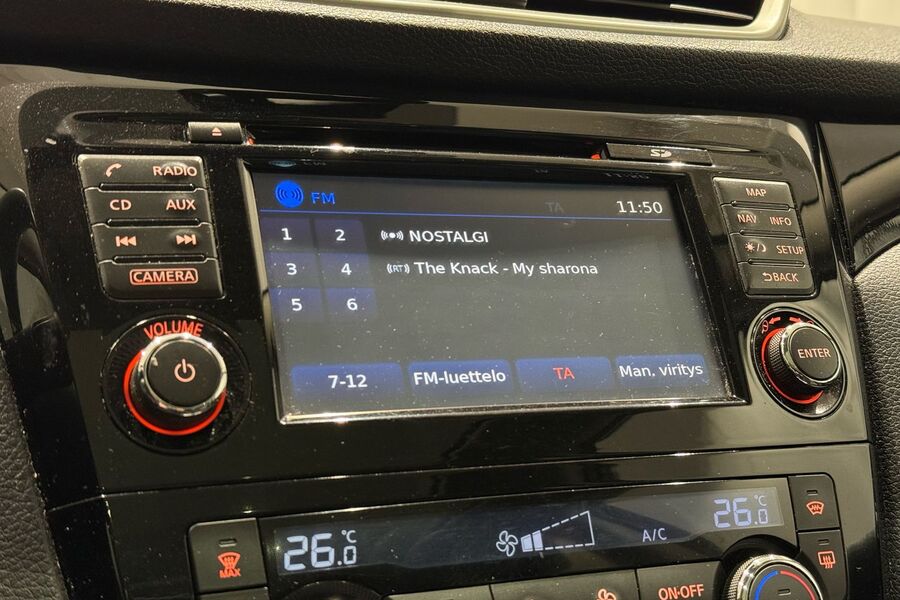 RADIO
CD AUX
CAMERA
VOLUME
SD
FM
TA 11:50
1 2 NOSTALGI
3 4 RT The Knack - My sharona
5 6
7-12 FM-luettelo TA Man. viritys
MAP
NAV INFO
SETUP
BACK
ENTER
26.0 °C
A/C
26.0 °C
MAX
ON·OFF